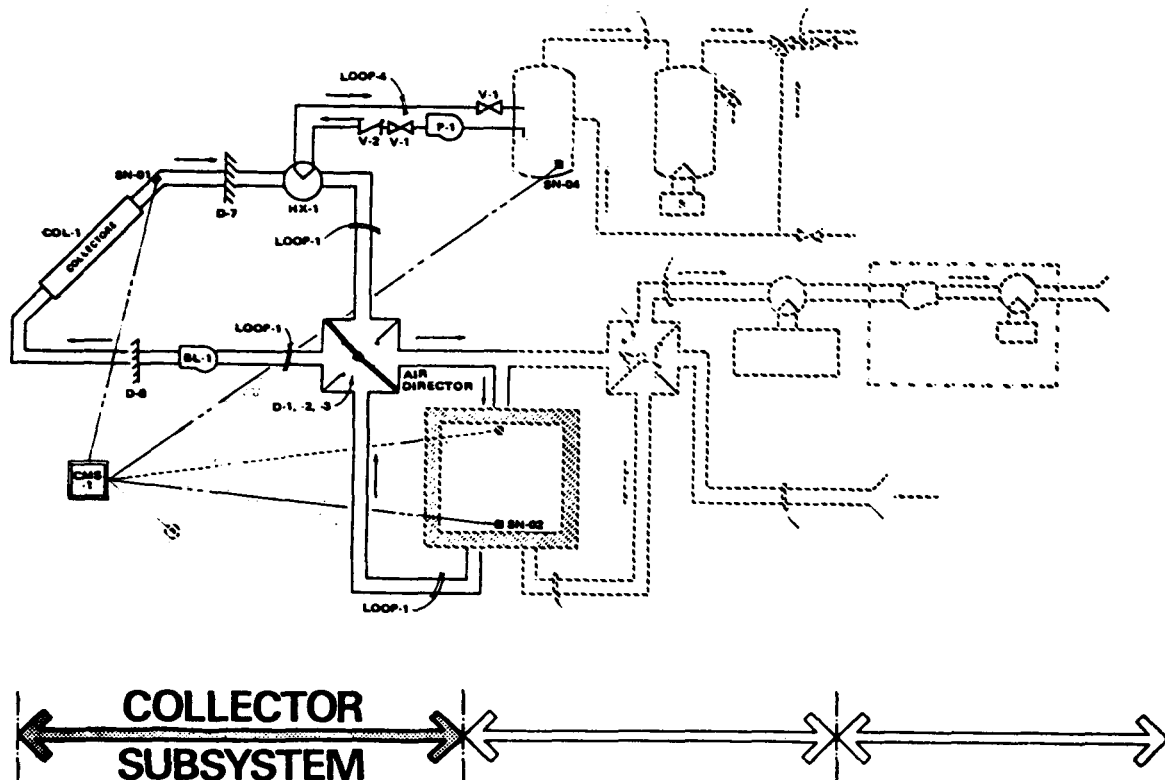 LOOP-4
V-1
P-1
V-2
V-1
SN-04
SN-01
D-7
HX-1
COL-1
COLLECTORS
LOOP-1
LOOP-1
BL-1
D-8
AIR
DIRECTOR
D-1, -2, -3
CMS
-1
SN-02
LOOP-1
COLLECTOR
SUBSYSTEM